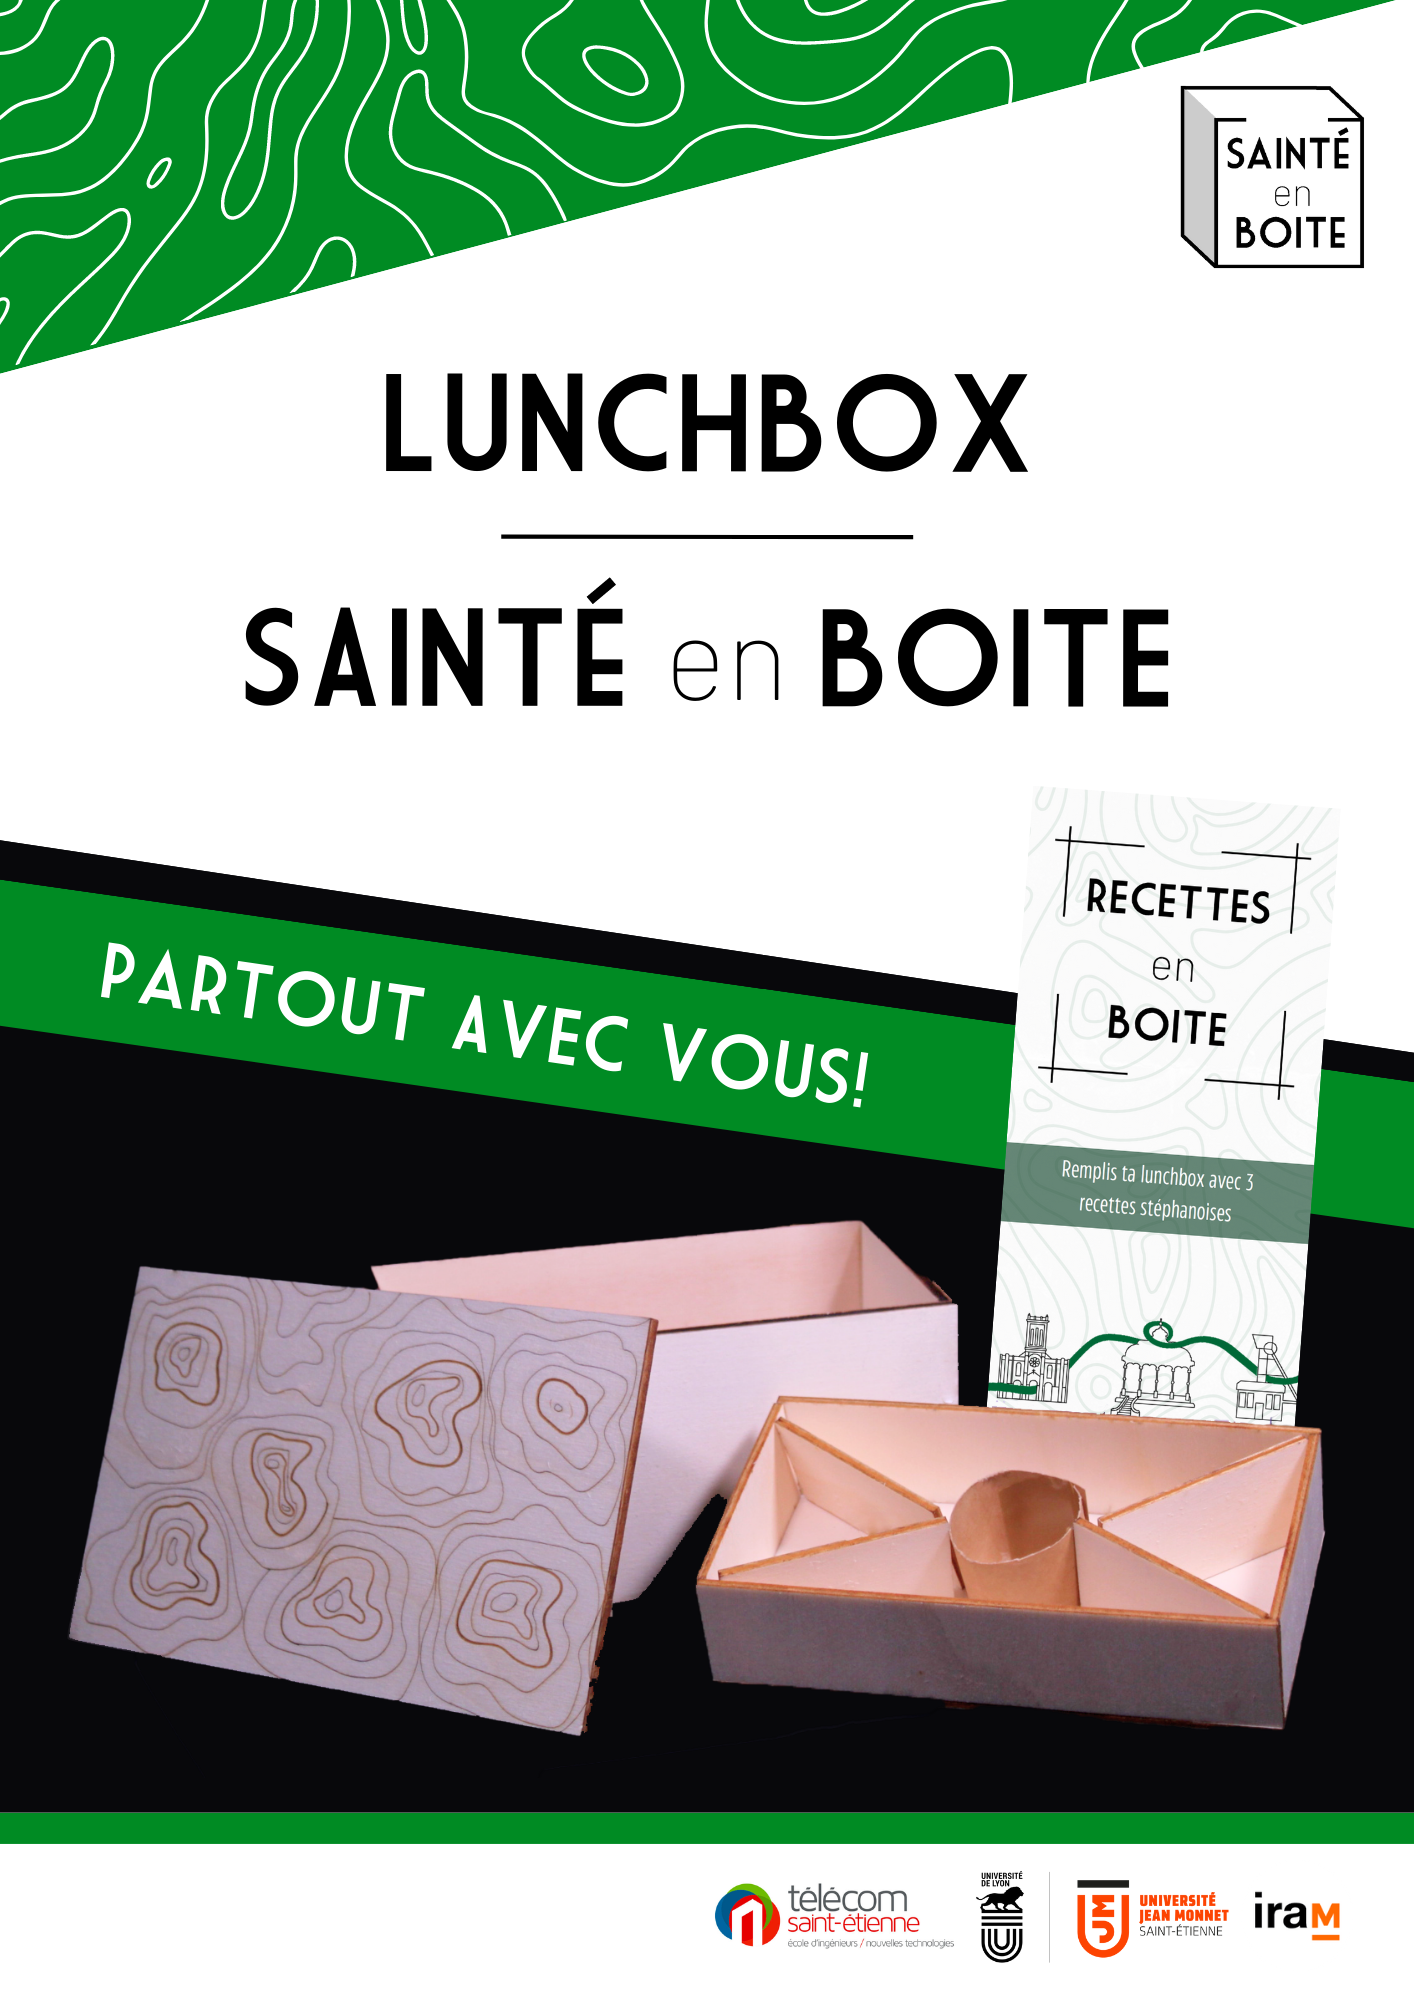 SAINTÉ
en
BOITE
LUNCHBOX
SAINTÉ en BOITE
RECETTES
en
BOITE
PARTOUT AVEC VOUS!
Remplis ta lunchbox avec 3
recettes stéphanoises
télécom
saint-étienne
école d'ingénieurs / nouvelles technologies
UNIVERSITÉ
DE LYON
UJM
UNIVERSITÉ
JEAN MONNET
SAINT-ÉTIENNE
iram